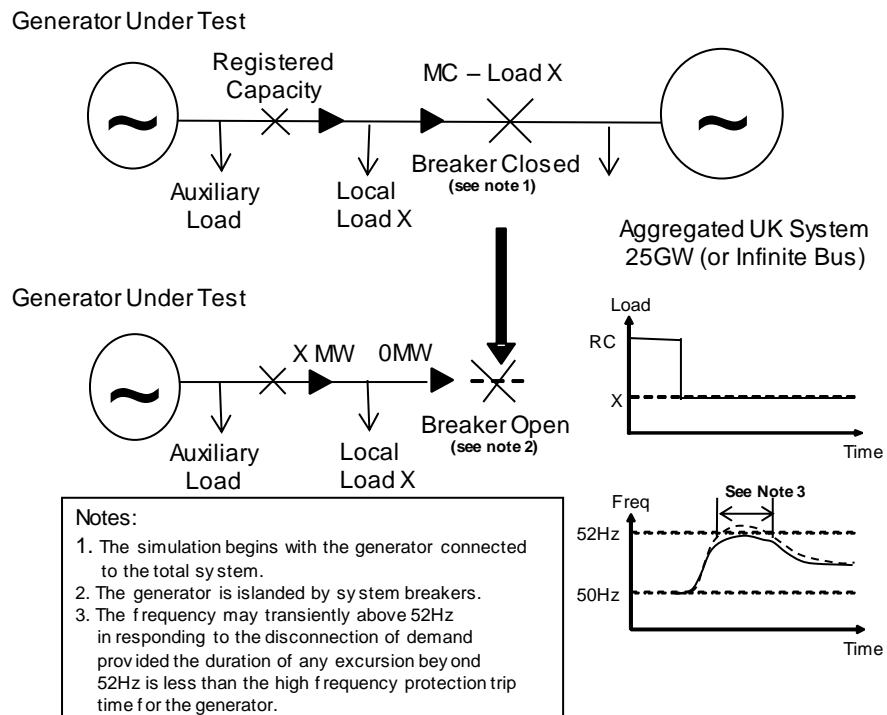 Generator Under Test
Registered
Capacity
MC – Load X
~
~
Auxiliary
Load
Local
Load X
Breaker Closed
(see note 1)
Aggregated UK System
25GW (or Infinite Bus)
Generator Under Test
~
X MW
0MW
Auxiliary
Load
Local
Load X
Breaker Open
(see note 2)
Load
RC
X
Time
Freq
See Note 3
52Hz
50Hz
Time
Notes:
1. The simulation begins with the generator connected
to the total system.
2. The generator is islanded by system breakers.
3. The frequency may transiently above 52Hz
in responding to the disconnection of demand
provided the duration of any excursion beyond
52Hz is less than the high frequency protection trip
time for the generator.